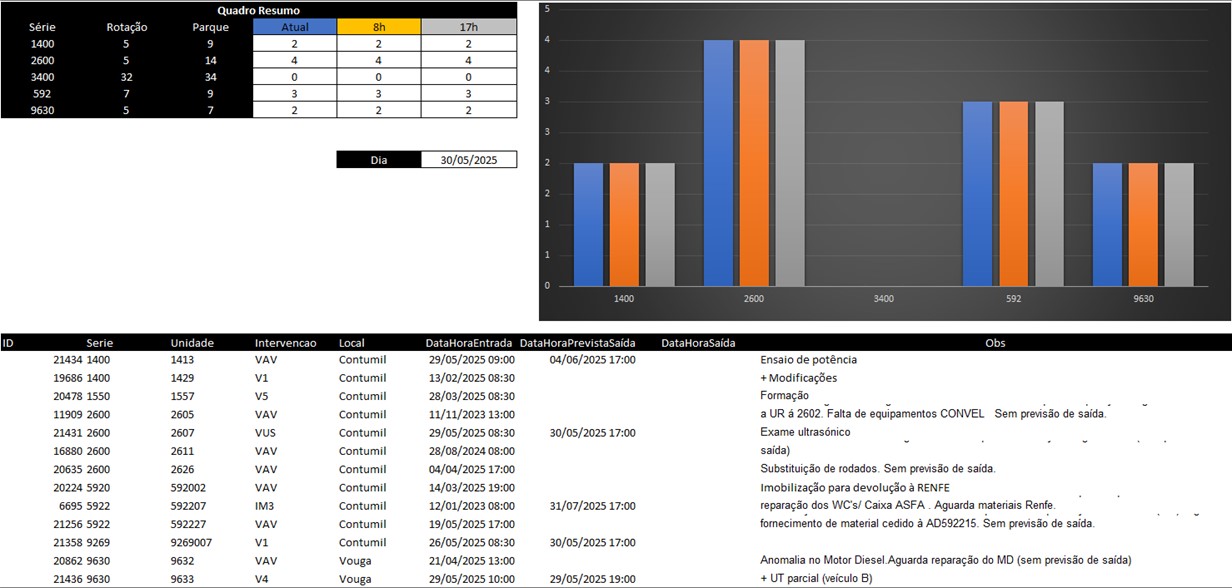 Quadro Resumo
Série Rotação Parque Atual 8h 17h
1400 5 9 2 2 2
2600 5 14 4 4 4
3400 32 34 0 0 0
592 7 9 3 3 3
9630 5 7 2 2 2
Dia 30/05/2025
5
4
4
3
3
2
2
1
1
0
1400 2600 3400 592 9630
ID Serie Unidade Intervencao Local DataHoraEntrada DataHoraPrevistaSaída DataHoraSaída Obs
21434 1400 1413 VAV Contumil 29/05/2025 09:00 04/06/2025 17:00 Ensaio de potência
19686 1400 1429 V1 Contumil 13/02/2025 08:30 + Modificações
20478 1550 1557 V5 Contumil 28/03/2025 08:30 Formação
11909 2600 2605 VAV Contumil 11/11/2023 13:00 a UR á 2602. Falta de equipamentos CONVEL Sem previsão de saída.
21431 2600 2607 VUS Contumil 29/05/2025 08:30 30/05/2025 17:00 Exame ultrasónico
16880 2600 2611 VAV Contumil 28/08/2024 08:00 saída)
20635 2600 2626 VAV Contumil 04/04/2025 17:00 Substituição de rodados. Sem previsão de saída.
20224 5920 592002 VAV Contumil 14/03/2025 19:00 Imobilização para devolução à RENFE
6695 5922 592207 IM3 Contumil 12/01/2023 08:00 31/07/2025 17:00 reparação dos WC's/ Caixa ASFA . Aguarda materiais Renfe.
21256 5922 592227 VAV Contumil 19/05/2025 17:00 fornecimento de material cedido à AD592215. Sem previsão de saída.
21358 9269 9269007 V1 Contumil 26/05/2025 08:30 30/05/2025 17:00
20862 9630 9632 VAV Vouga 21/04/2025 13:00 Anomalia no Motor Diesel.Aguarda reparação do MD (sem previsão de saída)
21436 9630 9633 V4 Vouga 29/05/2025 10:00 29/05/2025 19:00 + UT parcial (veículo B)